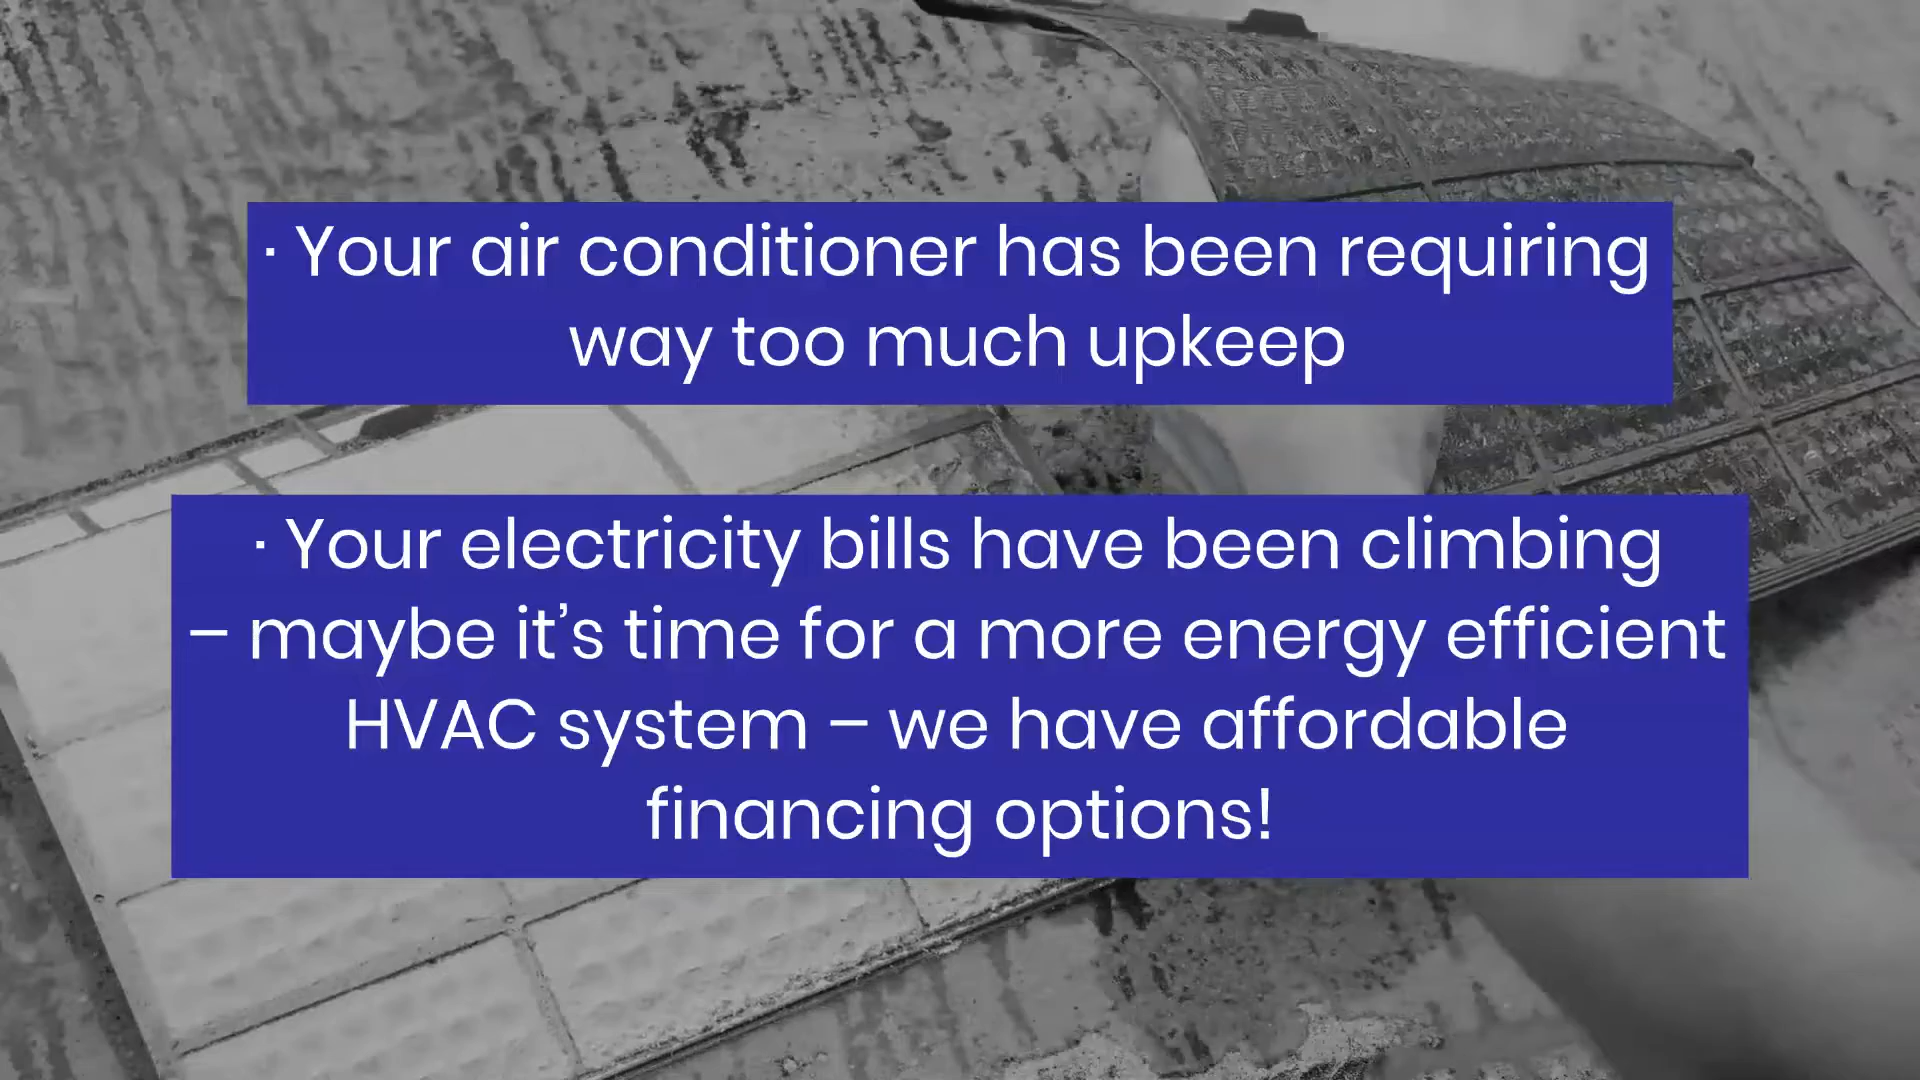 · Your air conditioner has been requiring
way too much upkeep
· Your electricity bills have been climbing
– maybe it’s time for a more energy efficient
HVAC system – we have affordable
financing options!